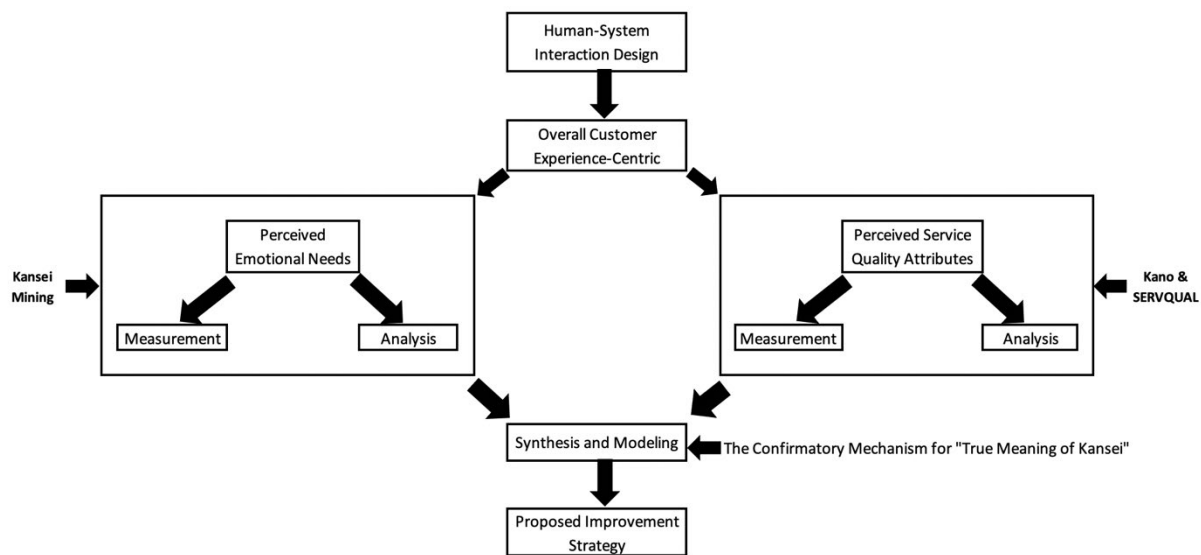 Human-System
Interaction Design
Overall Customer
Experience-Centric
Perceived
Emotional Needs
Measurement
Analysis
Kansei
Mining
Perceived Service
Quality Attributes
Measurement
Analysis
Kano &
SERVQUAL
Synthesis and Modeling
The Confirmatory Mechanism for "True Meaning of Kansei"
Proposed Improvement
Strategy